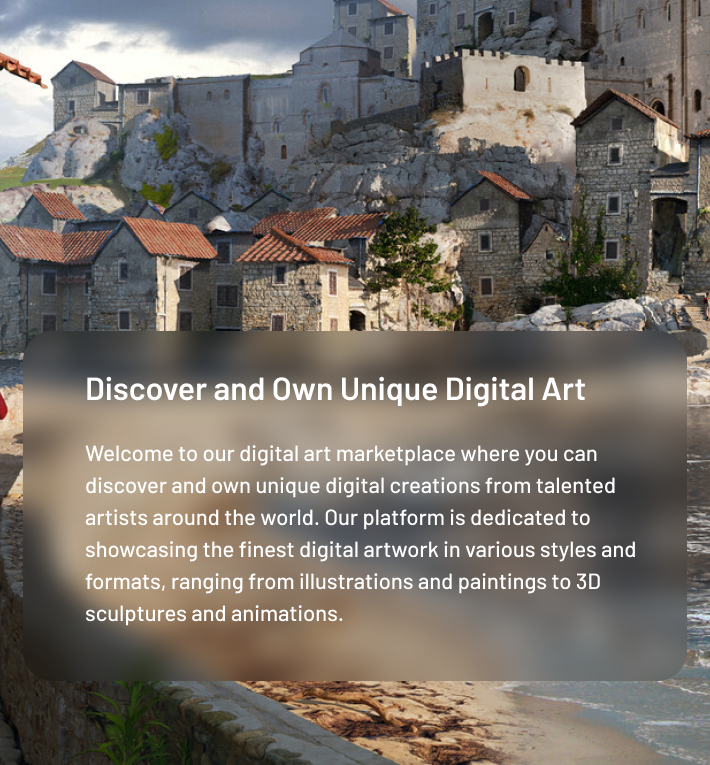 Discover and Own Unique Digital Art
Welcome to our digital art marketplace where you can
discover and own unique digital creations from talented
artists around the world. Our platform is dedicated to
showcasing the finest digital artwork in various styles and
formats, ranging from illustrations and paintings to 3D
sculptures and animations.